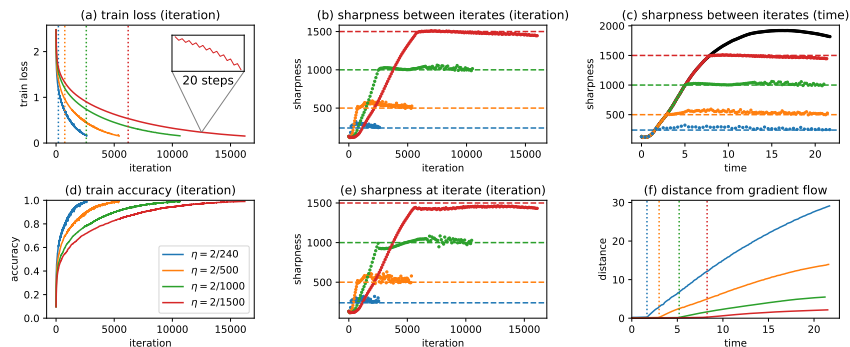 (a) train loss (iteration)
train loss
2
1
0
20 steps
0
5000
10000
15000
iteration
(b) sharpness between iterates (iteration)
sharpness
1500
1000
500
0
5000
10000
15000
iteration
(c) sharpness between iterates (time)
sharpness
2000
1500
1000
500
0
5
10
15
20
time
(d) train accuracy (iteration)
accuracy
1.0
0.8
0.6
0.4
0.2
0.0
η = 2/240
η = 2/500
η = 2/1000
η = 2/1500
0
5000
10000
15000
iteration
(e) sharpness at iterate (iteration)
sharpness
1500
1000
500
0
5000
10000
15000
iteration
(f) distance from gradient flow
distance
30
20
10
0
0
5
10
15
20
time